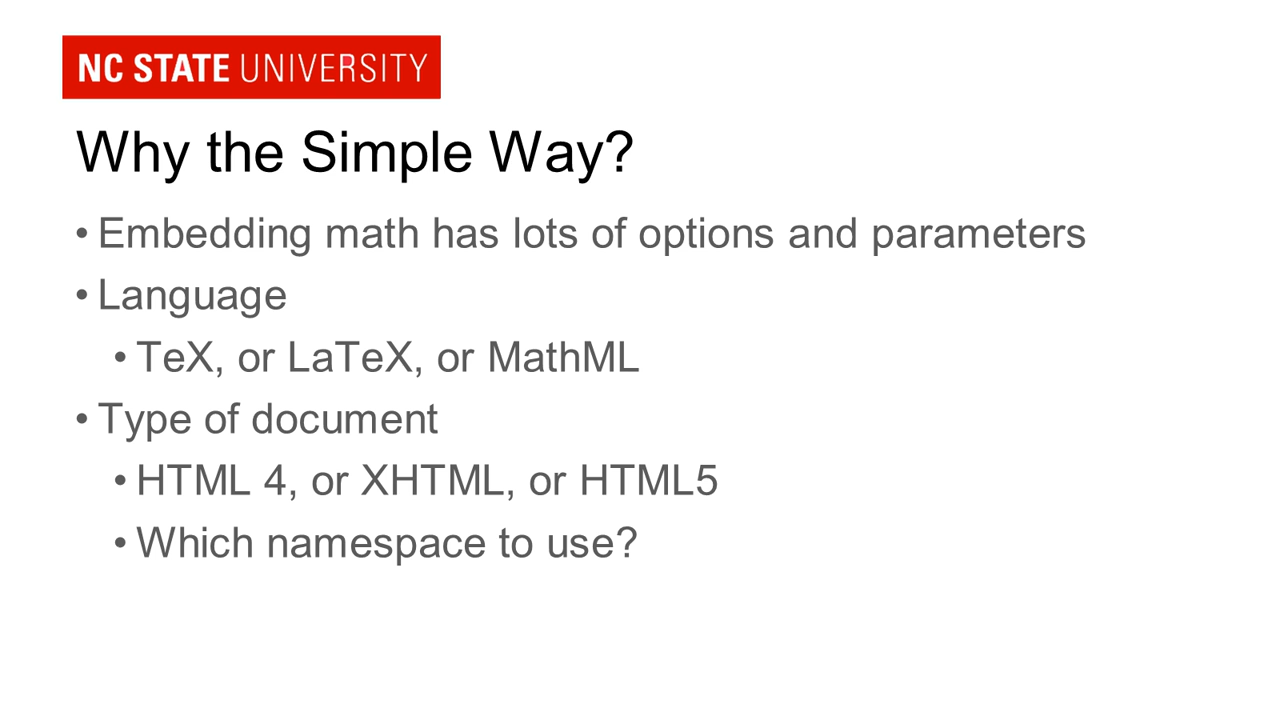 NC STATE UNIVERSITY
Why the Simple Way?
• Embedding math has lots of options and parameters
• Language
• TeX, or LaTeX, or MathML
• Type of document
• HTML 4, or XHTML, or HTML5
• Which namespace to use?